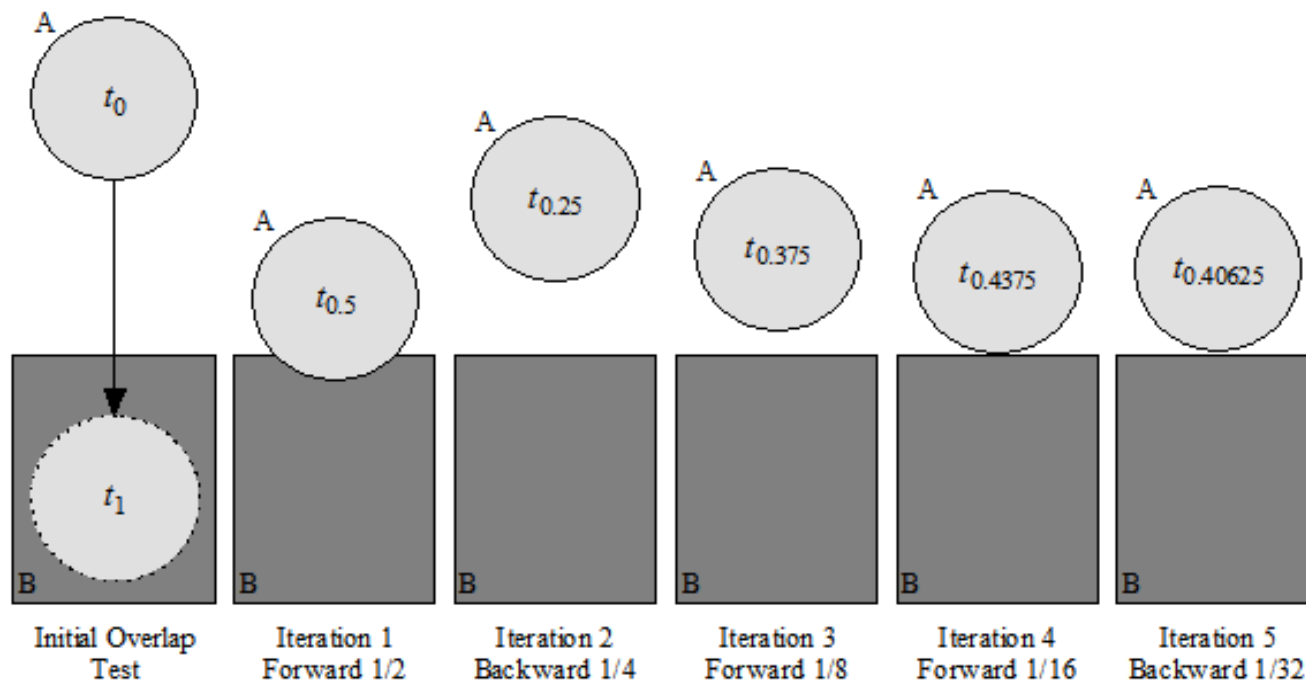 A
t0
A
t0.5
A
t0.25
A
t0.375
A
t0.4375
A
t0.40625
t1
B
B
B
B
B
B
Initial Overlap
Test
Iteration 1
Forward 1/2
Iteration 2
Backward 1/4
Iteration 3
Forward 1/8
Iteration 4
Forward 1/16
Iteration 5
Backward 1/32